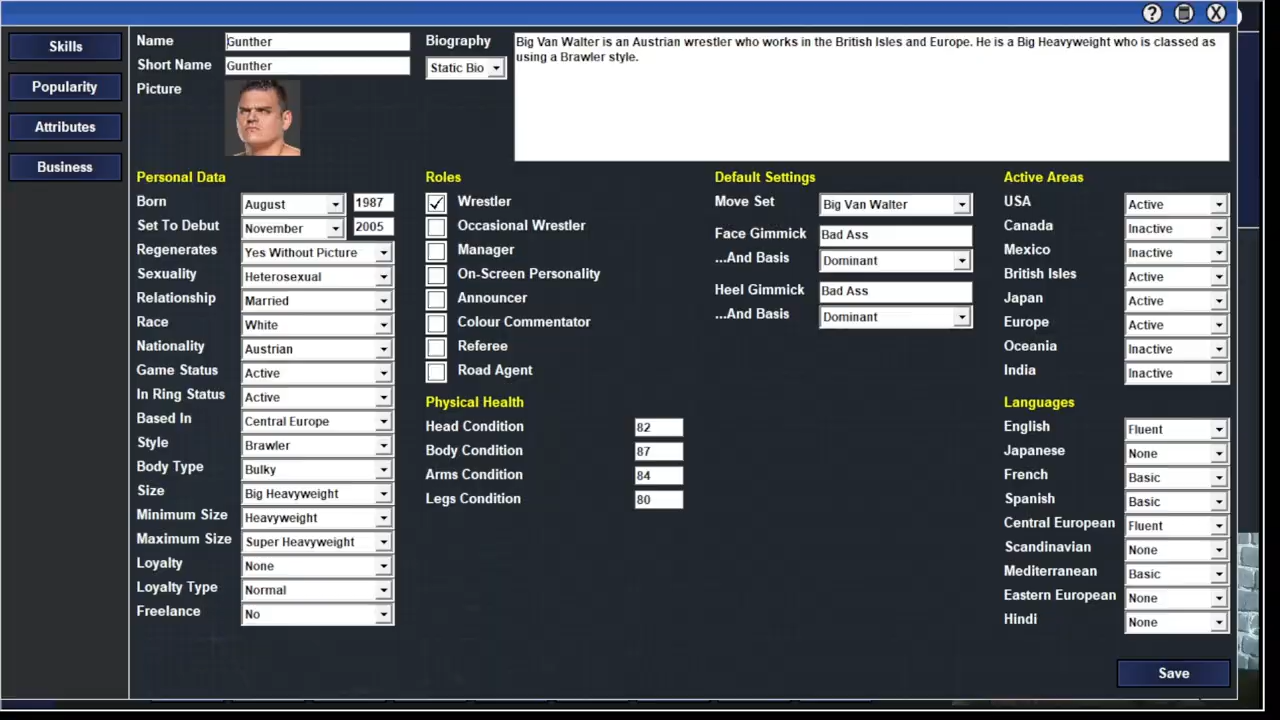 ?
X
Skills
Popularity
Attributes
Business
Name
Gunther
Short Name
Gunther
Picture
Biography
Static Bio
Big Van Walter is an Austrian wrestler who works in the British Isles and Europe. He is a Big Heavyweight who is classed as
using a Brawler style.
Personal Data
Born
August
1987
Set To Debut
November
2005
Regenerates
Yes Without Picture
Sexuality
Heterosexual
Relationship
Married
Race
White
Nationality
Austrian
Game Status
Active
In Ring Status
Active
Based In
Central Europe
Style
Brawler
Body Type
Bulky
Size
Big Heavyweight
Minimum Size
Heavyweight
Maximum Size
Super Heavyweight
Loyalty
None
Loyalty Type
Normal
Freelance
No
Roles
Wrestler
Occasional Wrestler
Manager
On-Screen Personality
Announcer
Colour Commentator
Referee
Road Agent
Physical Health
Head Condition
82
Body Condition
87
Arms Condition
84
Legs Condition
80
Default Settings
Move Set
Big Van Walter
Face Gimmick
Bad Ass
...And Basis
Dominant
Heel Gimmick
Bad Ass
...And Basis
Dominant
Active Areas
USA
Active
Canada
Inactive
Mexico
Inactive
British Isles
Active
Japan
Active
Europe
Active
Oceania
Inactive
India
Inactive
Languages
English
Fluent
Japanese
None
French
Basic
Spanish
Basic
Central European
Fluent
Scandinavian
None
Mediterranean
Basic
Eastern European
None
Hindi
None
Save